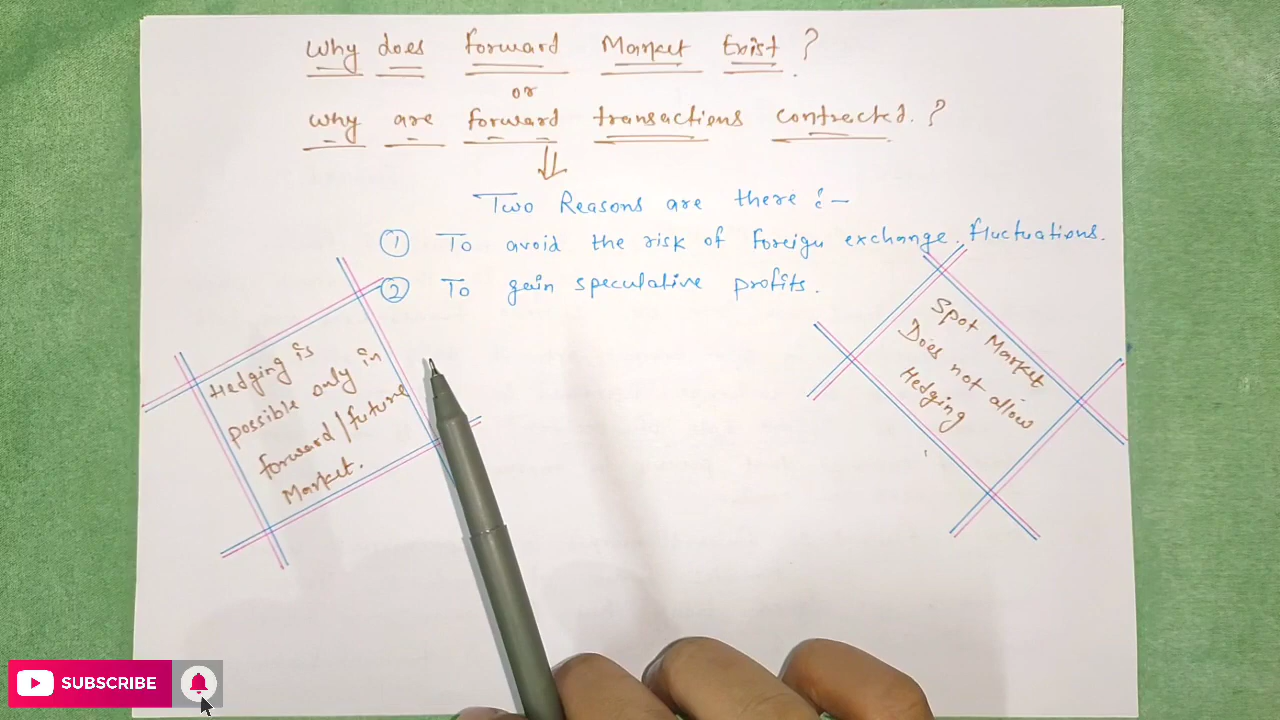 Why does forward Market Exist ?
or
Why are forward transactions contracted. ?
Two Reasons are there :-
① To avoid the risk of foreign exchange fluctuations.
② To gain speculative profits.
Hedging is
possible only in
forward/future
Market.
Spot Market
Does not allow
Hedging
SUBSCRIBE